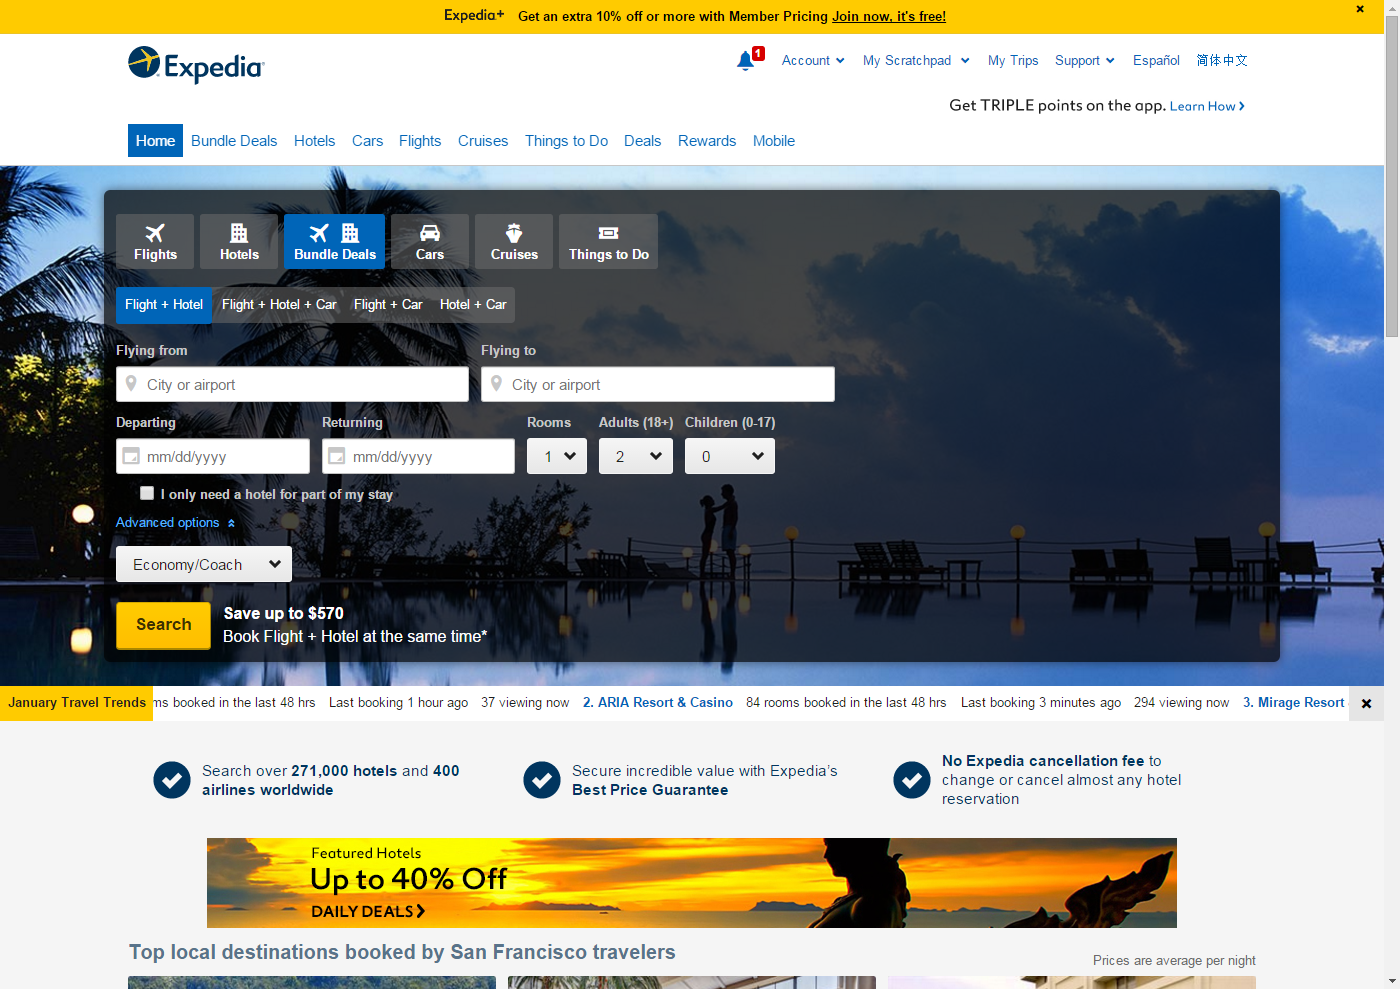 Expedia+ Get an extra 10% off or more with Member Pricing Join now, it's free!
Expedia
1 Account My Scratchpad My Trips Support Español 简体中文
Get TRIPLE points on the app. Learn How
Home Bundle Deals Hotels Cars Flights Cruises Things to Do Deals Rewards Mobile
Flights Hotels Bundle Deals Cars Cruises Things to Do
Flight + Hotel Flight + Hotel + Car Flight + Car Hotel + Car
Flying from Flying to
City or airport City or airport
Departing Returning Rooms Adults (18+) Children (0-17)
mm/dd/yyyy mm/dd/yyyy 1 2 0
I only need a hotel for part of my stay
Advanced options
Economy/Coach
Search
Save up to $570
Book Flight + Hotel at the same time*
January Travel Trends ms booked in the last 48 hrs Last booking 1 hour ago 37 viewing now 2. ARIA Resort & Casino 84 rooms booked in the last 48 hrs Last booking 3 minutes ago 294 viewing now 3. Mirage Resort
Search over 271,000 hotels and 400
airlines worldwide
Secure incredible value with Expedia's
Best Price Guarantee
No Expedia cancellation fee to
change or cancel almost any hotel
reservation
Featured Hotels
Up to 40% Off
DAILY DEALS
Top local destinations booked by San Francisco travelers
Prices are average per night